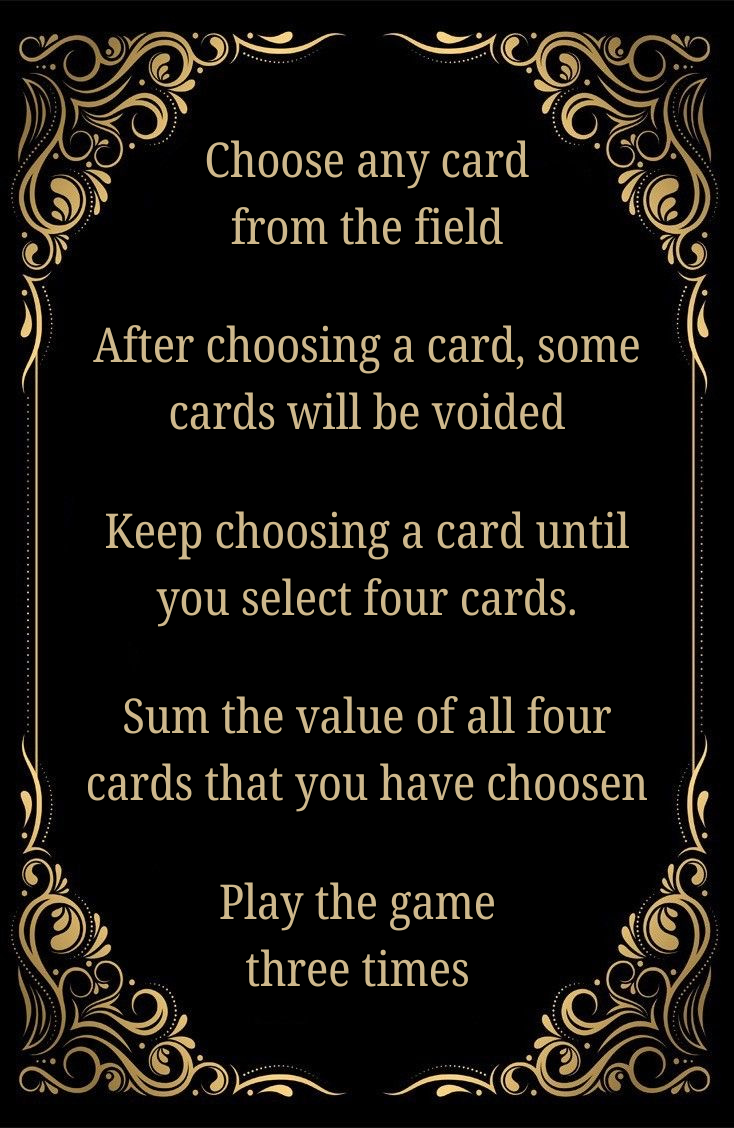 Choose any card
from the field
After choosing a card, some
cards will be voided
Keep choosing a card until
you select four cards.
Sum the value of all four
cards that you have choosen
Play the game
three times